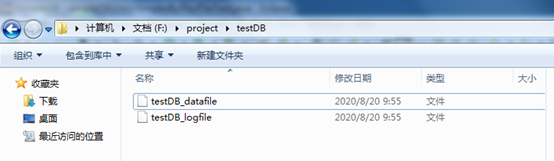 计算机 ▸ 文档 (F:) ▸ project ▸ testDB
组织 包含到库中 共享 新建文件夹
收藏夹
下载
桌面
最近访问的位置
名称 修改日期 类型 大小
testDB_datafile 2020/8/20 9:55 文件
testDB_logfile 2020/8/20 9:55 文件